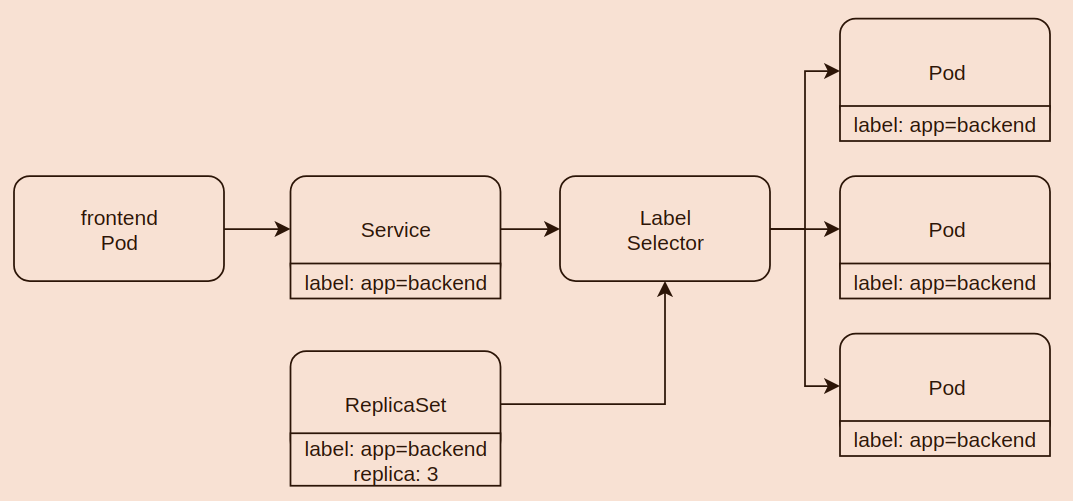 frontend
Pod
Service
label: app=backend
ReplicaSet
label: app=backend
replica: 3
Label
Selector
Pod
label: app=backend
Pod
label: app=backend
Pod
label: app=backend